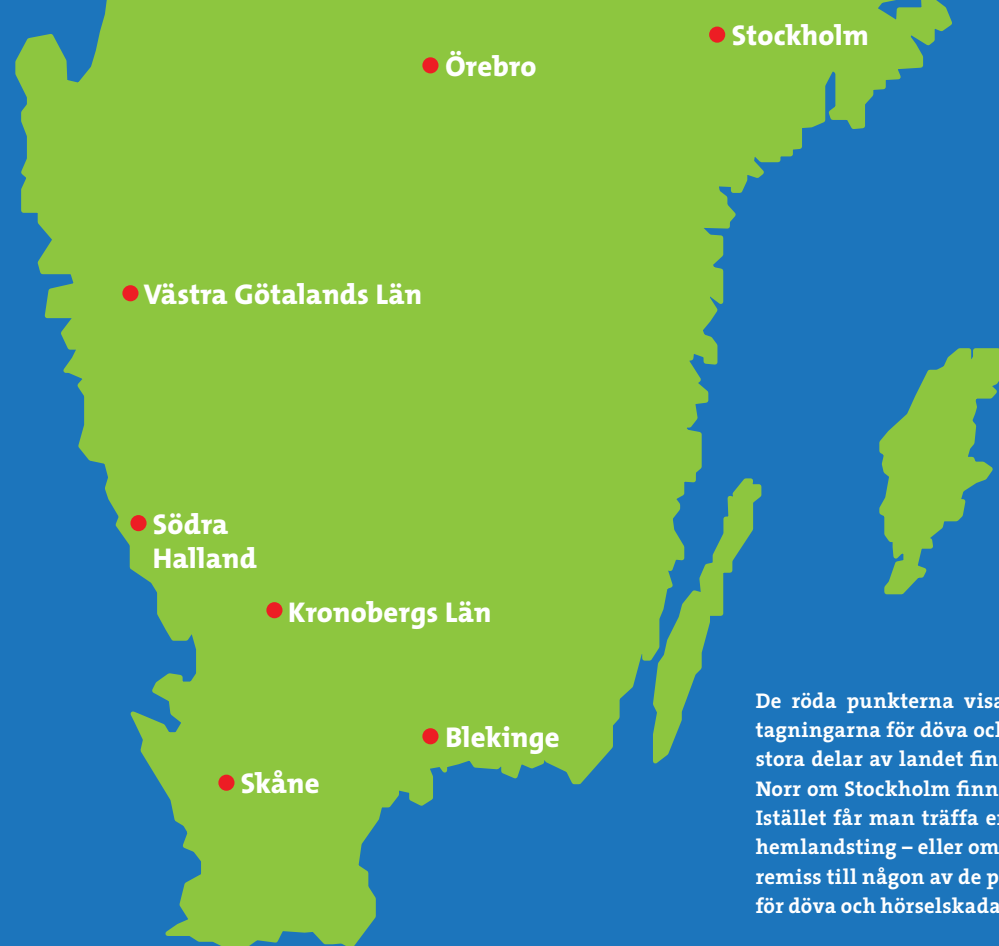 Stockholm
Örebro
Västra Götalands Län
Södra
Halland
Kronobergs Län
Blekinge
Skåne
De röda punkterna visa
tagningarna för döva och
stora delar av landet fin
Norr om Stockholm finn
Istället får man träffa e
hemlandsting – eller om
remiss till någon av de p
för döva och hörselskada